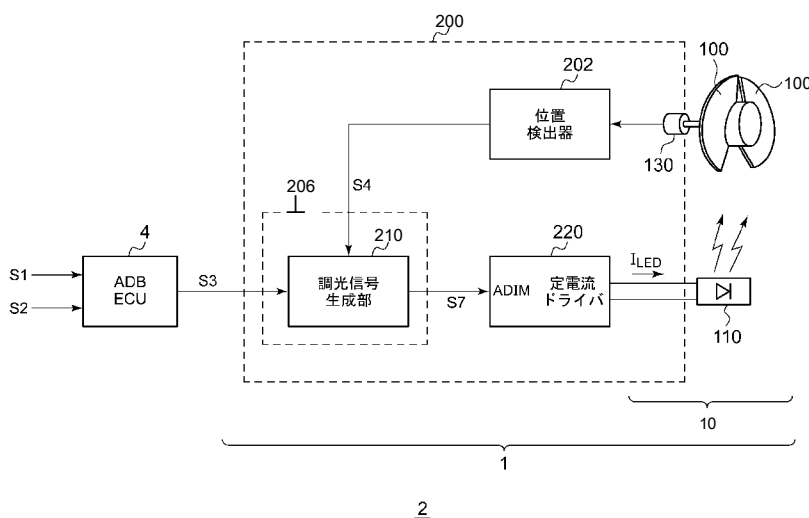 200
202
位置
検出器
100
100
130
S4
206
4
S1
S2
ADB
ECU
S3
210
調光信号
生成部
S7
220
ADIM
定電流
ドライバ
ILED
110
10
1
2